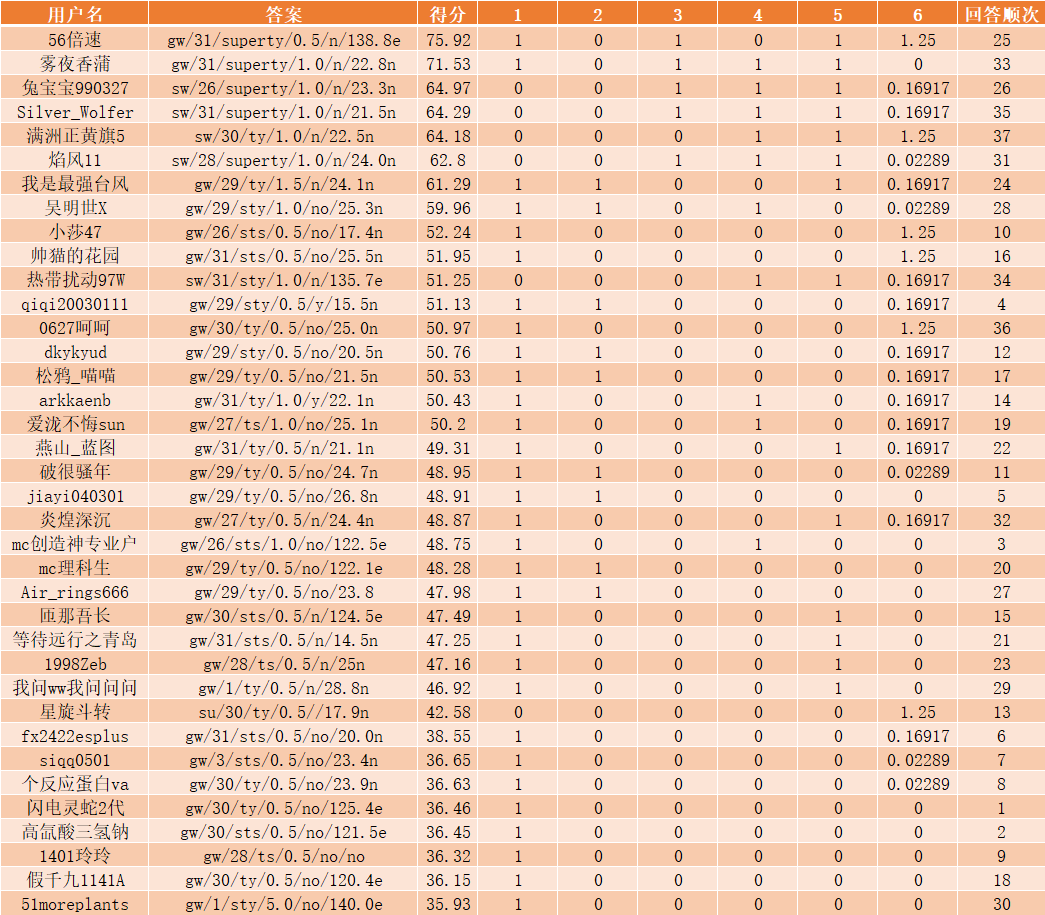 用户名 答案 得分 1 2 3 4 5 6 回答顺次
56倍速 gw/31/superty/0.5/n/138.8e 75.92 1 0 1 0 1 1.25 25
雾夜香蒲 gw/31/superty/1.0/n/22.8n 71.53 1 0 1 1 1 0 33
兔宝宝990327 sw/26/superty/1.0/n/23.3n 64.97 0 0 1 1 1 0.16917 26
Silver_Wolfer sw/31/superty/1.0/n/21.5n 64.29 0 0 1 1 1 0.16917 35
满洲正黄旗5 sw/30/ty/1.0/n/22.5n 64.18 0 0 0 1 1 1.25 37
焰风11 sw/28/superty/1.0/n/24.0n 62.8 0 0 1 1 1 0.02289 31
我是最强台风 gw/29/ty/1.5/n/24.1n 61.29 1 1 0 0 1 0.16917 24
吴明世X gw/29/sty/1.0/no/25.3n 59.96 1 1 0 1 0 0.02289 28
小莎47 gw/26/sts/0.5/no/17.4n 52.24 1 0 0 0 0 1.25 10
帅猫的花园 gw/31/sts/0.5/no/25.5n 51.95 1 0 0 0 0 1.25 16
热带扰动97W sw/31/sty/1.0/n/135.7e 51.25 0 0 0 1 1 0.16917 34
qiqi20030111 gw/29/sty/0.5/y/15.5n 51.13 1 1 0 0 0 0.16917 4
0627呵呵 gw/30/ty/0.5/no/25.0n 50.97 1 0 0 0 0 1.25 36
dkykyud gw/29/sty/0.5/no/20.5n 50.76 1 1 0 0 0 0.16917 12
松鸦_喵喵 gw/29/ty/0.5/no/21.5n 50.53 1 1 0 0 0 0.16917 17
arkkaenb gw/31/ty/1.0/y/22.1n 50.43 1 0 0 1 0 0.16917 14
爱泷不悔sun gw/27/ts/1.0/no/25.1n 50.2 1 0 0 1 0 0.16917 19
燕山_蓝图 gw/31/ty/0.5/n/21.1n 49.31 1 0 0 0 1 0.16917 22
破很骚年 gw/29/ty/0.5/no/24.7n 48.95 1 1 0 0 0 0.02289 11
jiayi040301 gw/29/ty/0.5/no/26.8n 48.91 1 1 0 0 0 0 5
炎煌深沉 gw/27/ty/0.5/n/24.4n 48.87 1 0 0 0 1 0.16917 32
mc创造神专业户 gw/26/sts/1.0/no/122.5e 48.75 1 0 0 1 0 0 3
mc理科生 gw/29/ty/0.5/no/122.1e 48.28 1 1 0 0 0 0 20
Air_rings666 gw/29/ty/0.5/no/23.8 47.98 1 1 0 0 0 0 27
匝那吾长 gw/30/sts/0.5/n/124.5e 47.49 1 0 0 0 1 0 15
等待远行之青岛 gw/31/sts/0.5/n/14.5n 47.25 1 0 0 0 1 0 21
1998Zeb gw/28/ts/0.5/n/25n 47.16 1 0 0 0 1 0 23
我问ww我问问问 gw/1/ty/0.5/n/28.8n 46.92 1 0 0 0 1 0 29
星旋斗转 su/30/ty/0.5//17.9n 42.58 0 0 0 0 0 1.25 13
fx2422esplus gw/31/sts/0.5/no/20.0n 38.55 1 0 0 0 0 0.16917 6
siqq0501 gw/3/sts/0.5/no/23.4n 36.65 1 0 0 0 0 0.02289 7
个反应蛋白va gw/30/ty/0.5/no/23.9n 36.63 1 0 0 0 0 0.02289 8
闪电灵蛇2代 gw/30/ty/0.5/no/125.4e 36.46 1 0 0 0 0 0 1
高氙酸三氢钠 gw/30/sts/0.5/no/121.5e 36.45 1 0 0 0 0 0 2
1401玲玲 gw/28/ts/0.5/no/no 36.32 1 0 0 0 0 0 9
假千九1141A gw/30/ty/0.5/no/120.4e 36.15 1 0 0 0 0 0 18
51moreplants gw/1/sty/5.0/no/140.0e 35.93 1 0 0 0 0 0 30